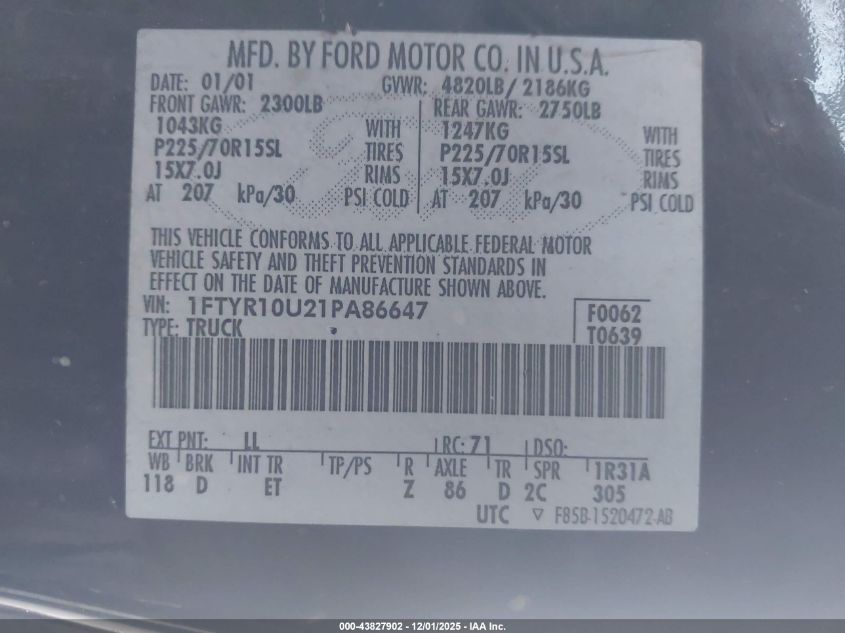 MFD. BY FORD MOTOR CO. IN U.S.A.
DATE: 01/01 GVWR: 4820LB/ 2186KG
FRONT GAWR: 2300LB REAR GAWR: 2750LB
1043KG WITH 1247KG WITH
P225/70R15SL TIRES P225/70R15SL TIRES
15X7.0J RIMS 15X7.0J RIMS
AT 207 kPa/30 PSI COLD AT 207 kPa/30 PSI COLD
THIS VEHICLE CONFORMS TO ALL APPLICABLE FEDERAL MOTOR
VEHICLE SAFETY AND THEFT PREVENTION STANDARDS IN
EFFECT ON THE DATE OF MANUFACTURE SHOWN ABOVE.
VIN: 1FTYR10U21PA86647 F0062
TYPE: TRUCK T0639
EXT PNT: LL RC: 71 DSO:
WB BRK INT TR TP/PS R AXLE TR SPR 1R31A
118 D ET Z 86 D 2C 305
UTC ▽ F85B-1520472-AB
000-43827902 - 12/01/2025 - IAA Inc.